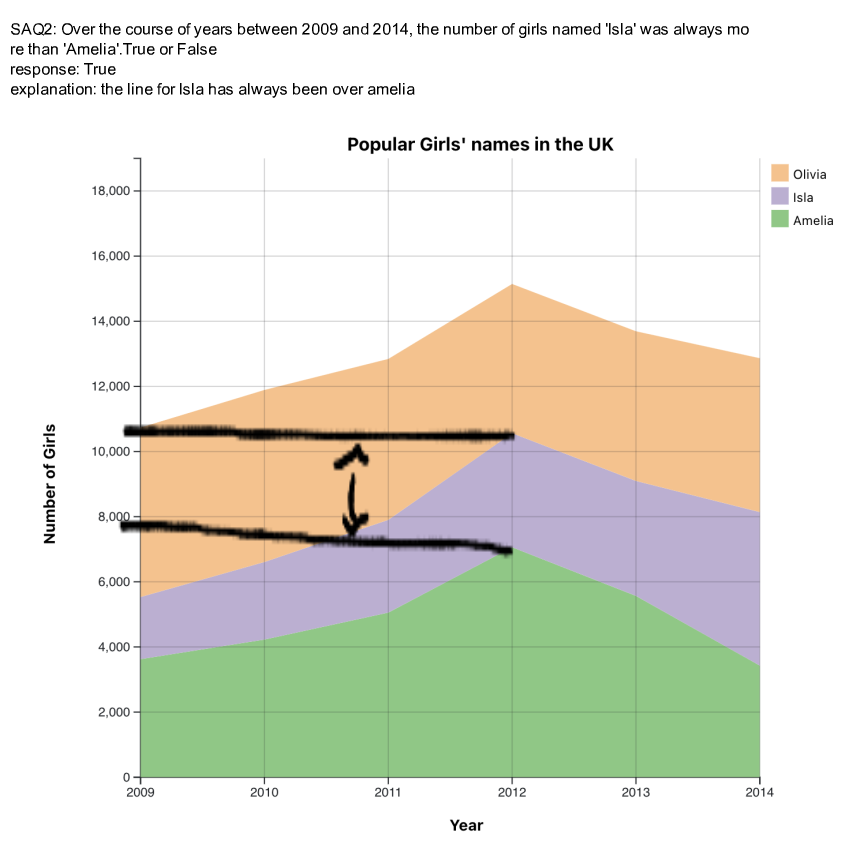 SAQ2: Over the course of years between 2009 and 2014, the number of girls named 'Isla' was always mo
re than 'Amelia'.True or False
response: True
explanation: the line for Isla has always been over amelia
Popular Girls' names in the UK
Olivia
Isla
Amelia
18,000
16,000
14,000
12,000
10,000
8,000
6,000
4,000
2,000
0
Number of Girls
2009 2010 2011 2012 2013 2014
Year